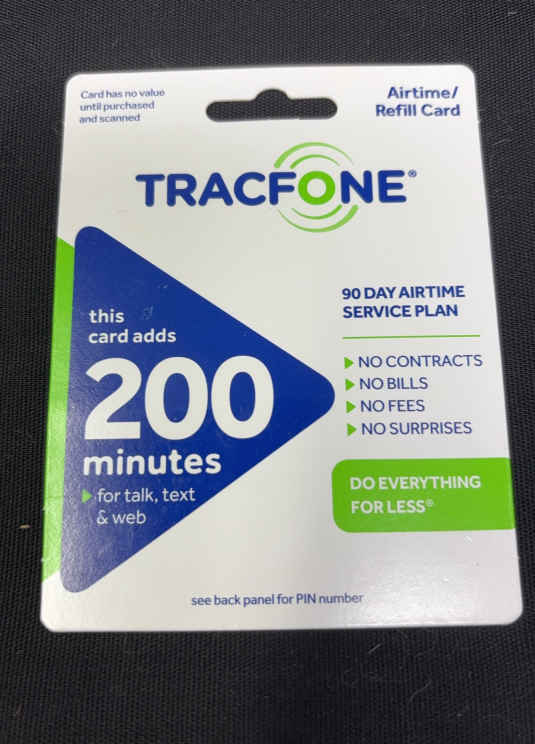 Card has no value
until purchased
and scanned
Airtime/
Refill Card
TRACFONE®
this
card adds
200
minutes
for talk, text
& web
90 DAY AIRTIME
SERVICE PLAN
NO CONTRACTS
NO BILLS
NO FEES
NO SURPRISES
DO EVERYTHING
FOR LESS®
see back panel for PIN number